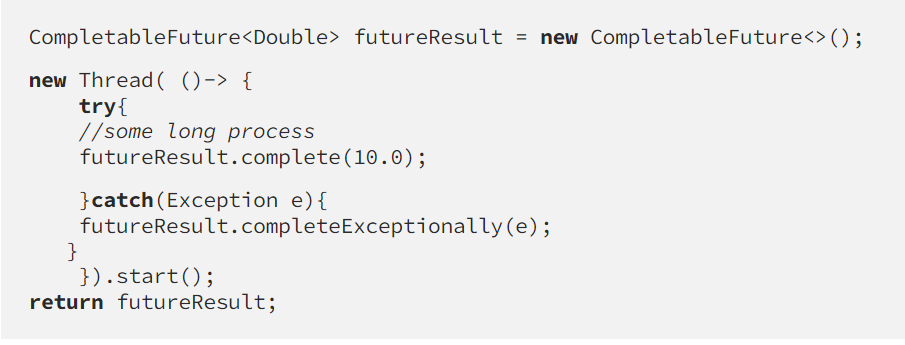 CompletableFuture<Double> futureResult = new CompletableFuture<>();
new Thread( ()-> {
try{
//some long process
futureResult.complete(10.0);
}catch(Exception e){
futureResult.completeExceptionally(e);
}
}).start();
return futureResult;